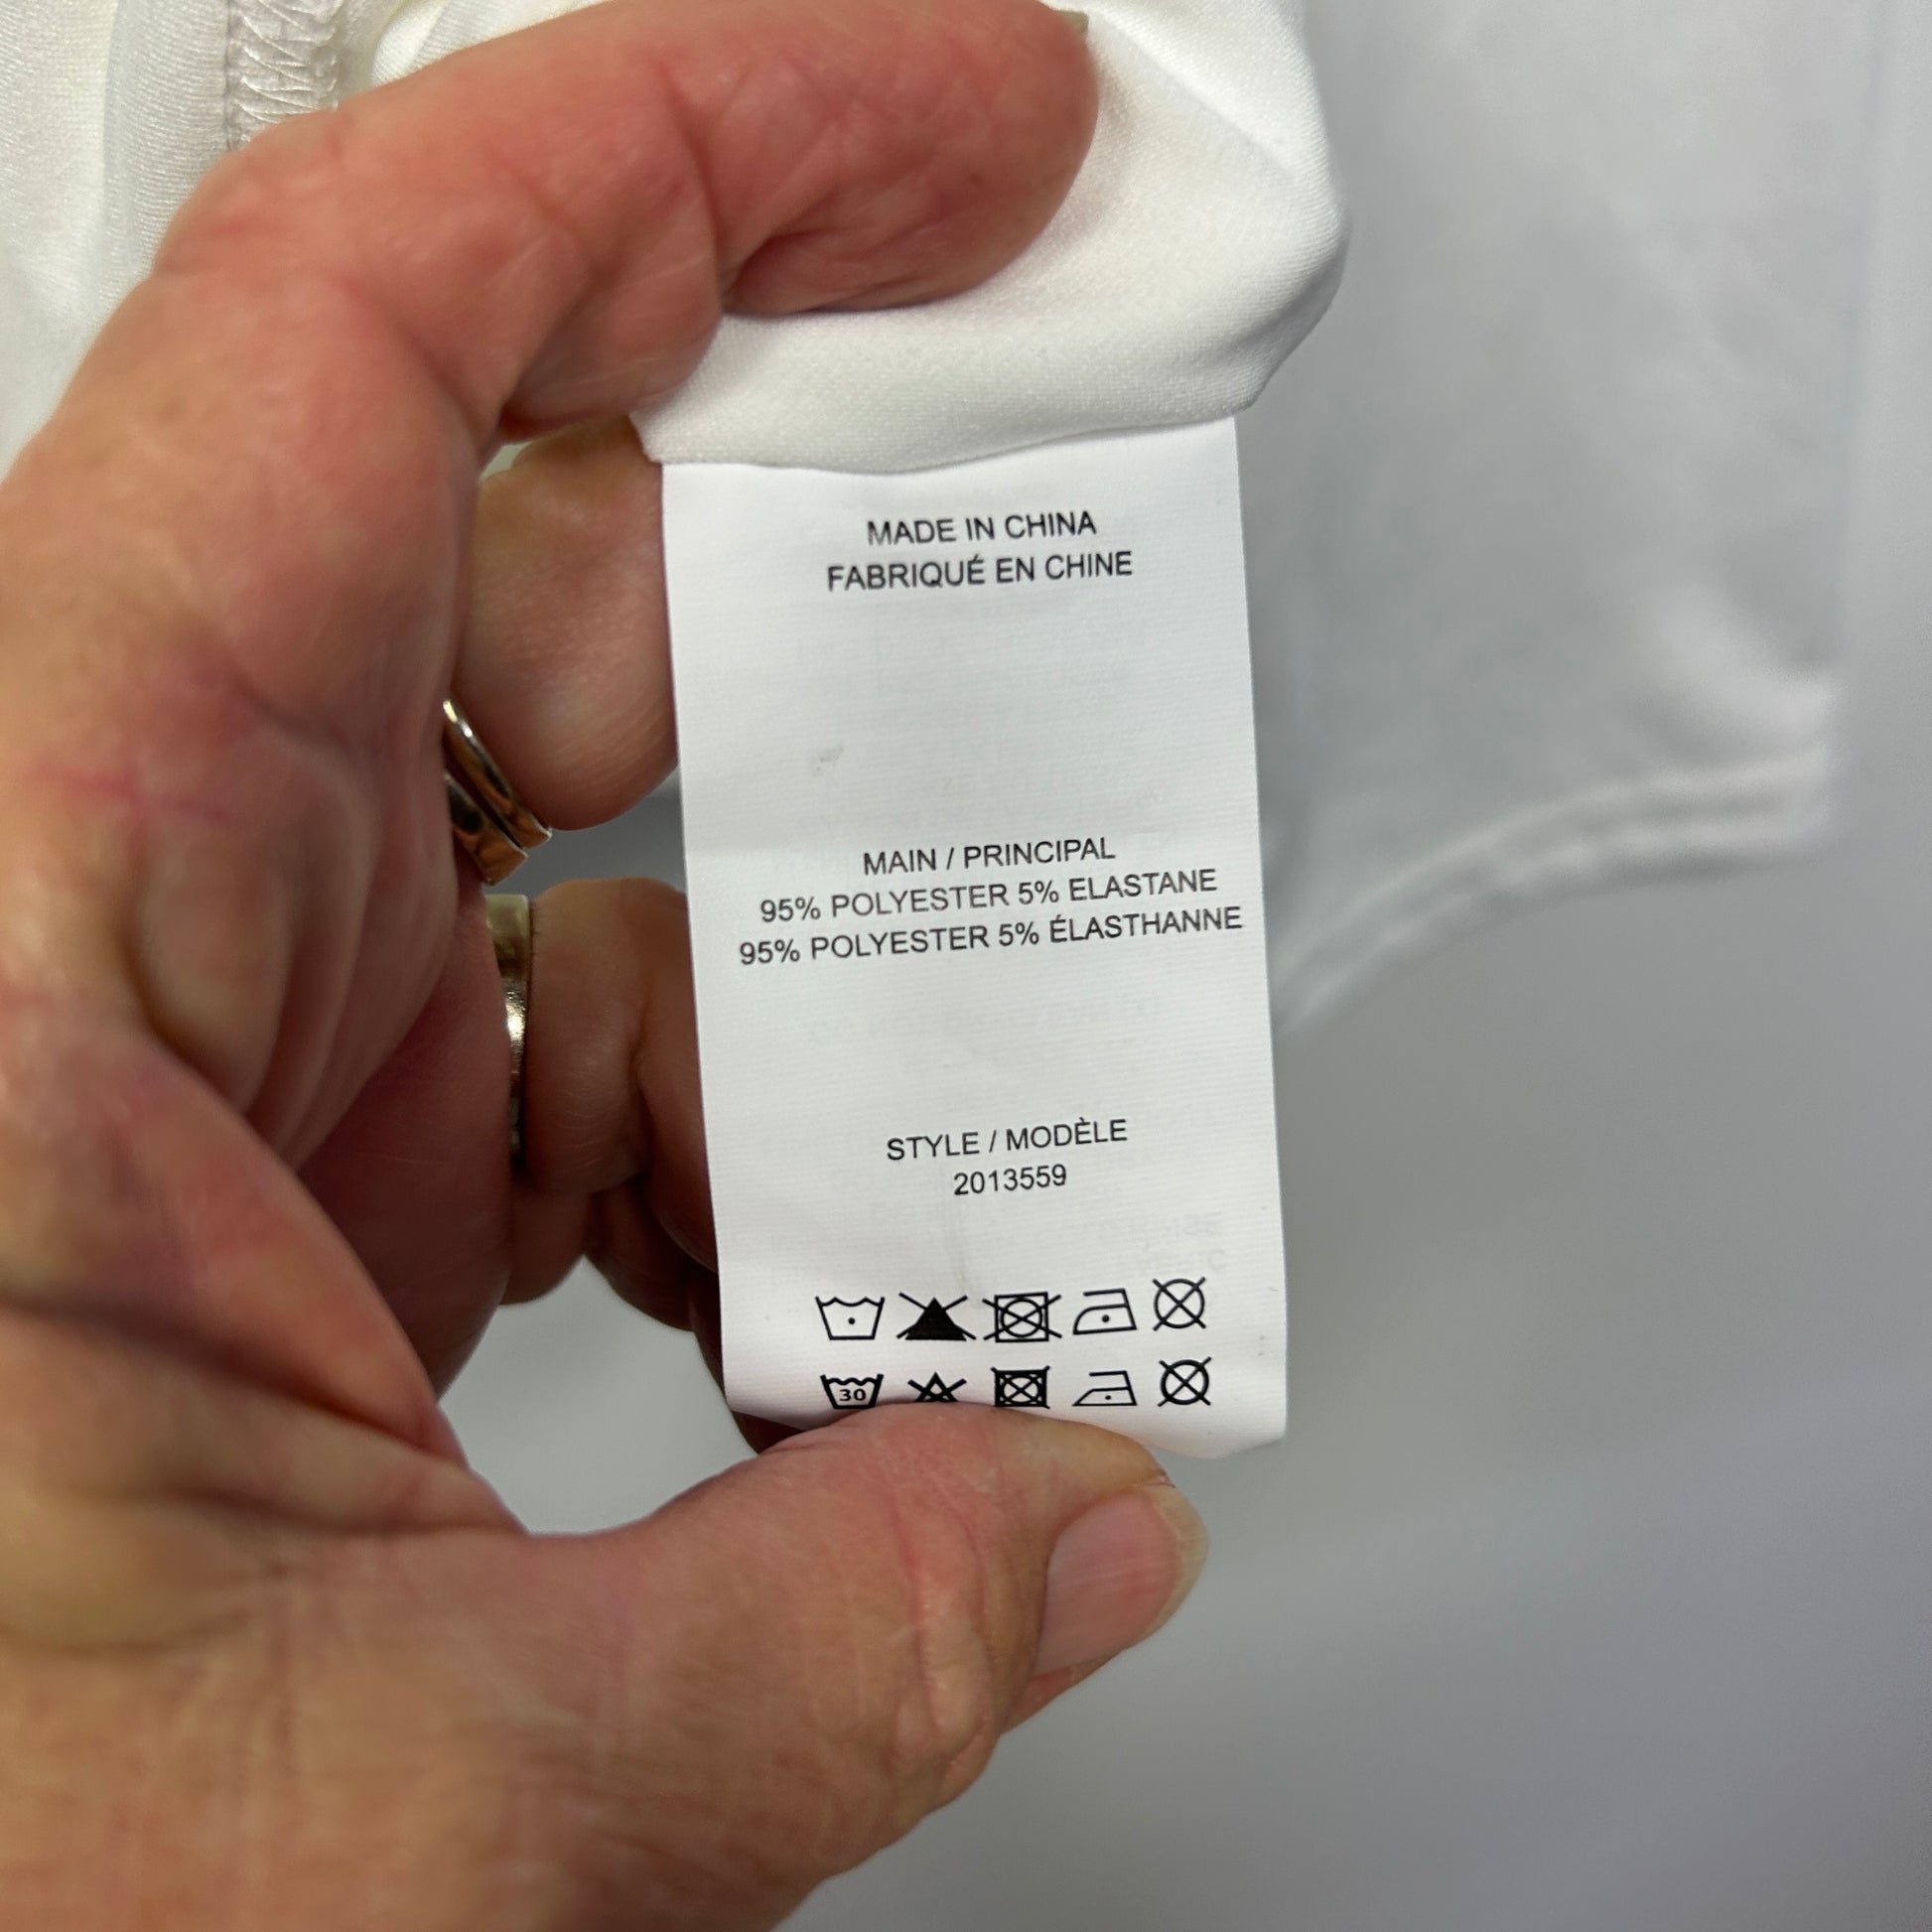 MADE IN CHINA
FABRIQUÉ EN CHINE
MAIN / PRINCIPAL
95% POLYESTER 5% ELASTANE
95% POLYESTER 5% ÉLASTHANNE
STYLE / MODÈLE
2013559
30